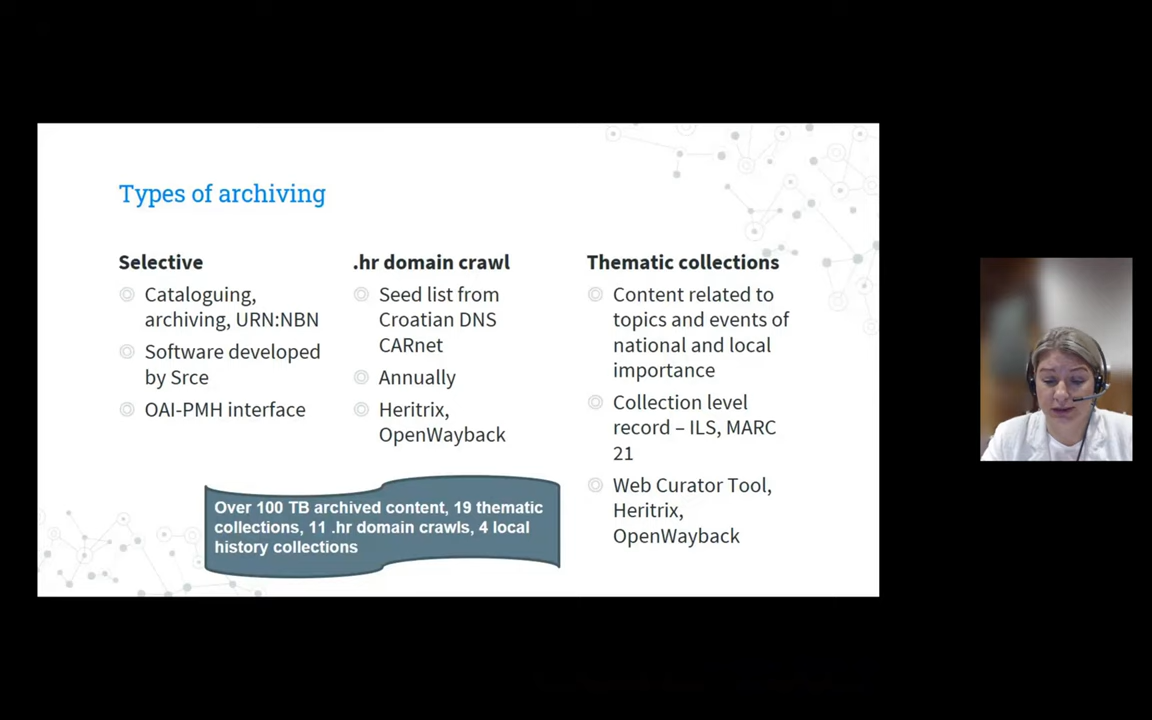 Types of archiving
Selective
Cataloguing,
archiving, URN:NBN
Software developed
by Srce
OAI-PMH interface
.hr domain crawl
Seed list from
Croatian DNS
CARnet
Annually
Heritrix,
OpenWayback
Thematic collections
Content related to
topics and events of
national and local
importance
Collection level
record – ILS, MARC
21
Web Curator Tool,
Heritrix,
OpenWayback
Over 100 TB archived content, 19 thematic
collections, 11 .hr domain crawls, 4 local
history collections